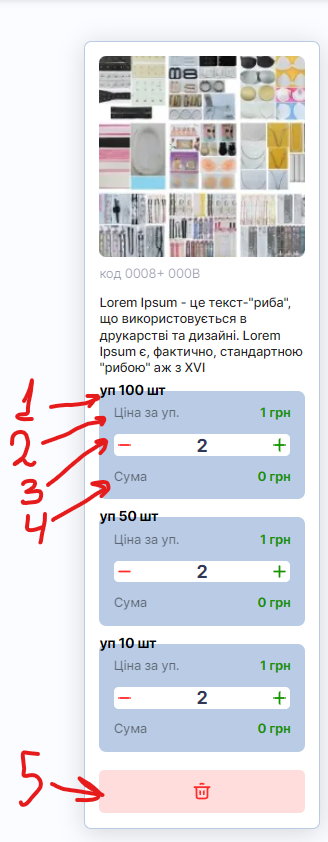 код 0008+ 000В
Lorem Ipsum - це текст-"риба",
що використовується в
друкарстві та дизайні. Lorem
Ipsum є, фактично, стандартною
"рибою" аж з XVI
1 уп 100 шт
2 Ціна за уп. 1 грн
3 − 2 +
4 Сума 0 грн
уп 50 шт
Ціна за уп. 1 грн
− 2 +
Сума 0 грн
уп 10 шт
Ціна за уп. 1 грн
− 2 +
Сума 0 грн
5